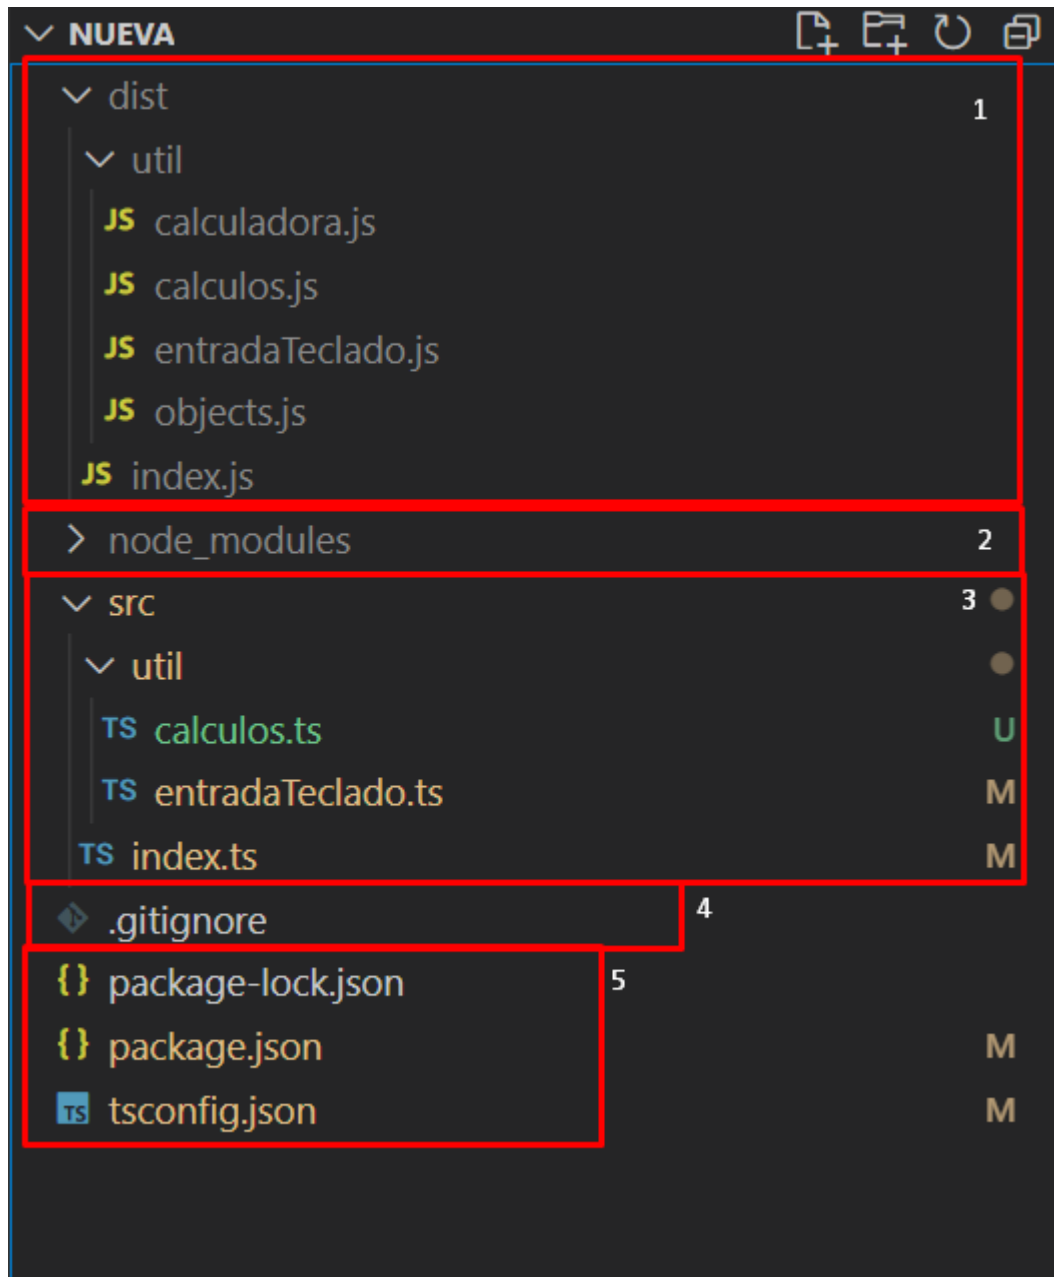 NUEVA
dist 1
util
JS calculadora.js
JS calculos.js
JS entradaTeclado.js
JS objects.js
JS index.js
node_modules 2
src 3
util
TS calculos.ts U
TS entradaTeclado.ts M
TS index.ts M
.gitignore 4
{} package-lock.json 5
{} package.json M
TS tsconfig.json M